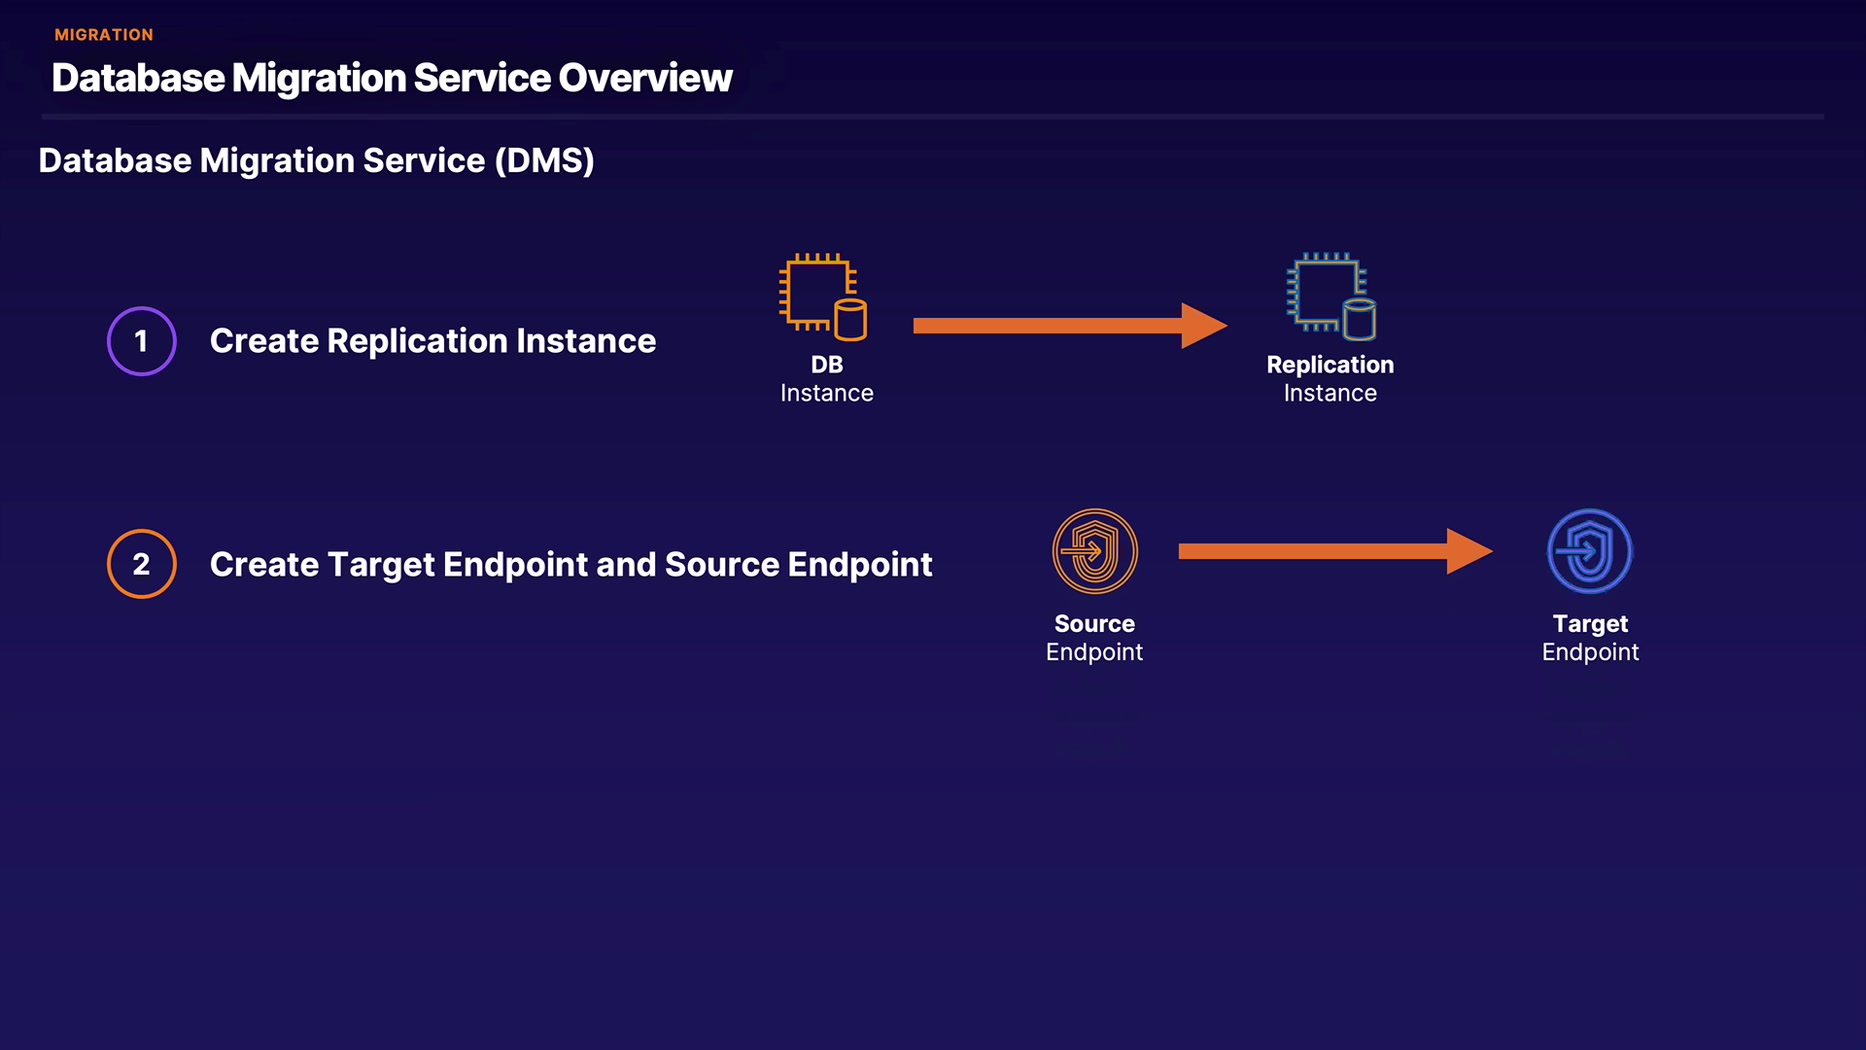 MIGRATION
Database Migration Service Overview
Database Migration Service (DMS)
1
Create Replication Instance
DB
Instance
Replication
Instance
2
Create Target Endpoint and Source Endpoint
Source
Endpoint
Target
Endpoint